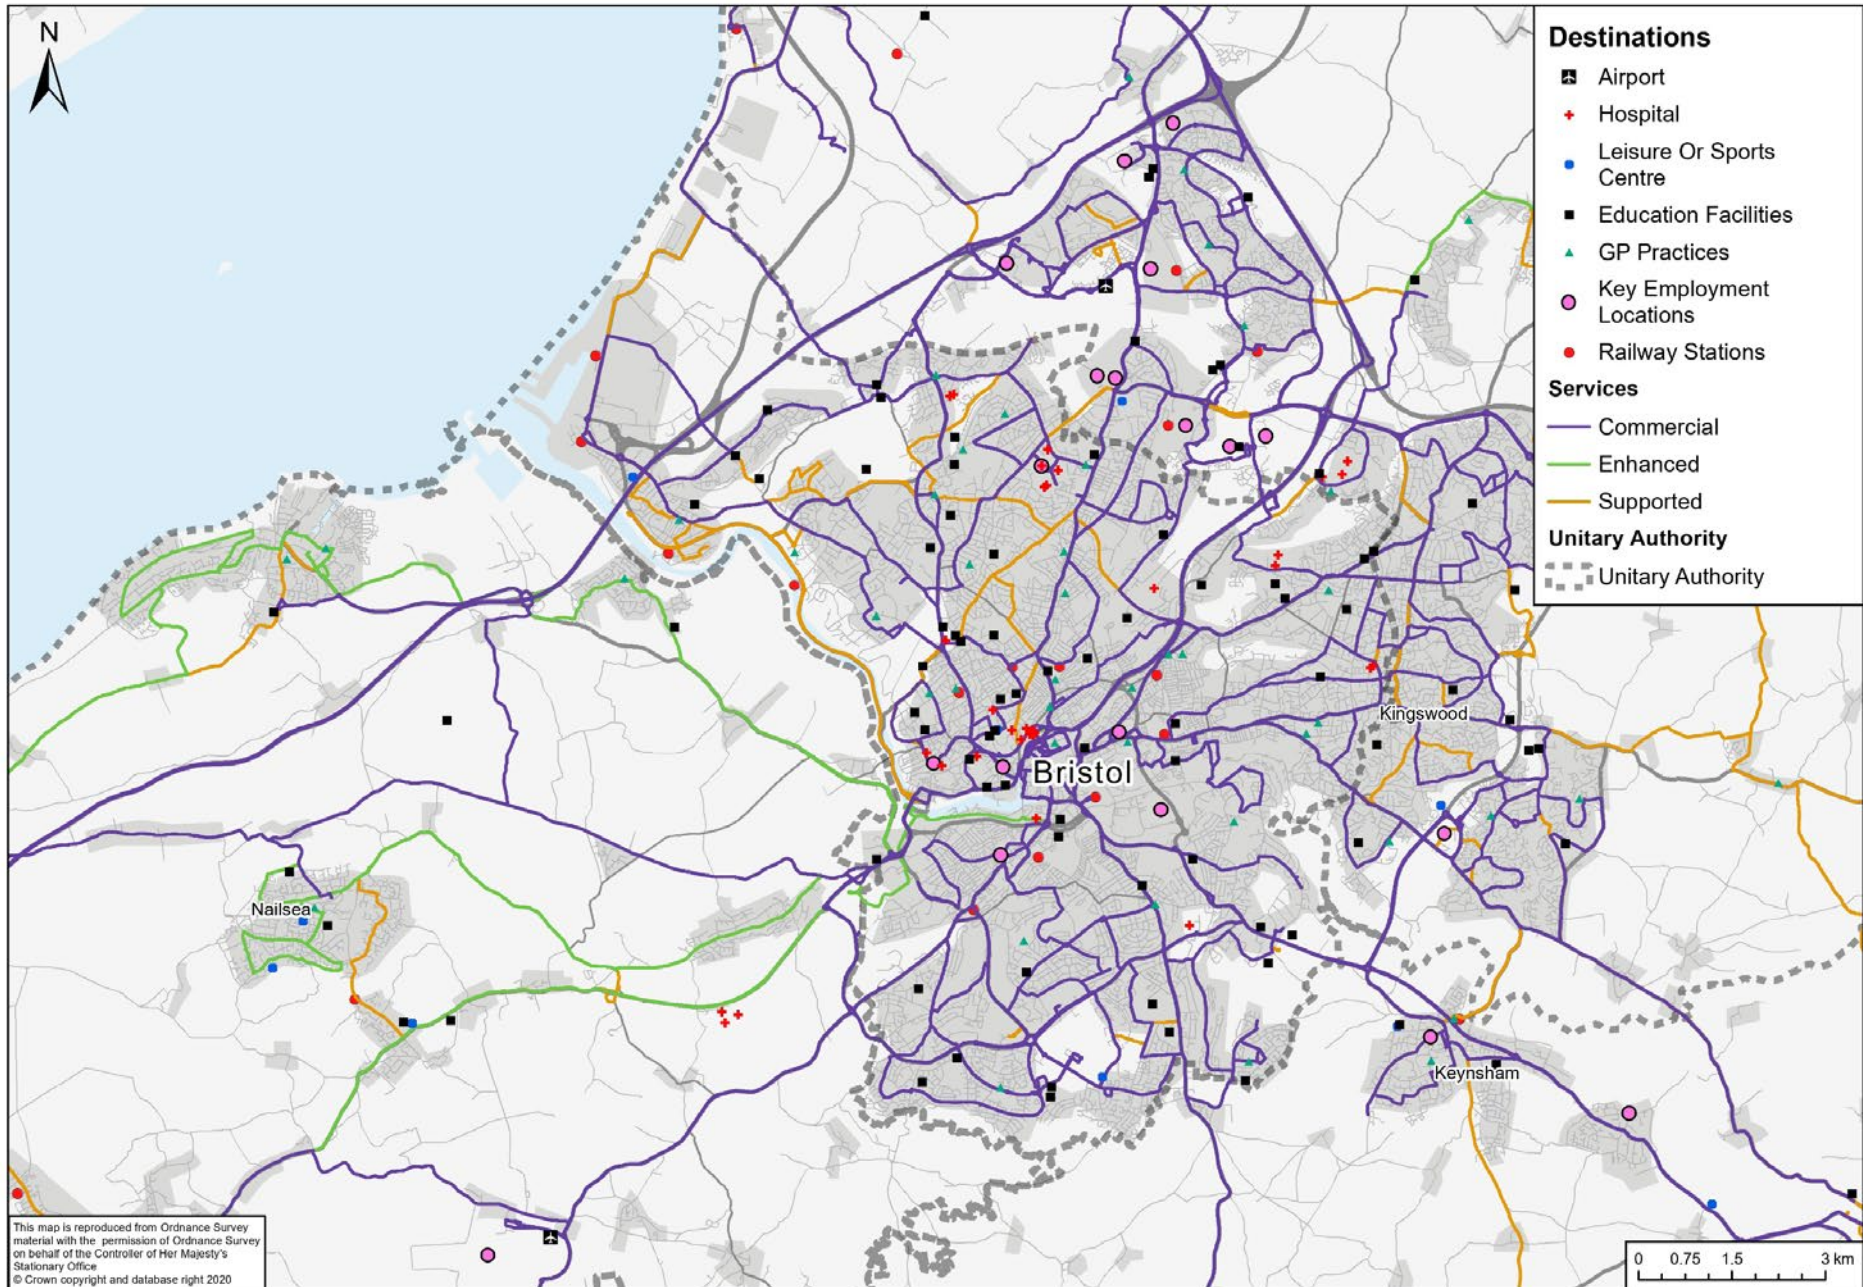 N
Destinations
Airport
Hospital
Leisure Or Sports
Centre
Education Facilities
GP Practices
Key Employment
Locations
Railway Stations
Services
Commercial
Enhanced
Supported
Unitary Authority
Unitary Authority
Kingswood
Bristol
Nailsea
Keynsham
This map is reproduced from Ordnance Survey
material with the permission of Ordnance Survey
on behalf of the Controller of Her Majesty's
Stationary Office
© Crown copyright and database right 2020
0 0.75 1.5 3 km